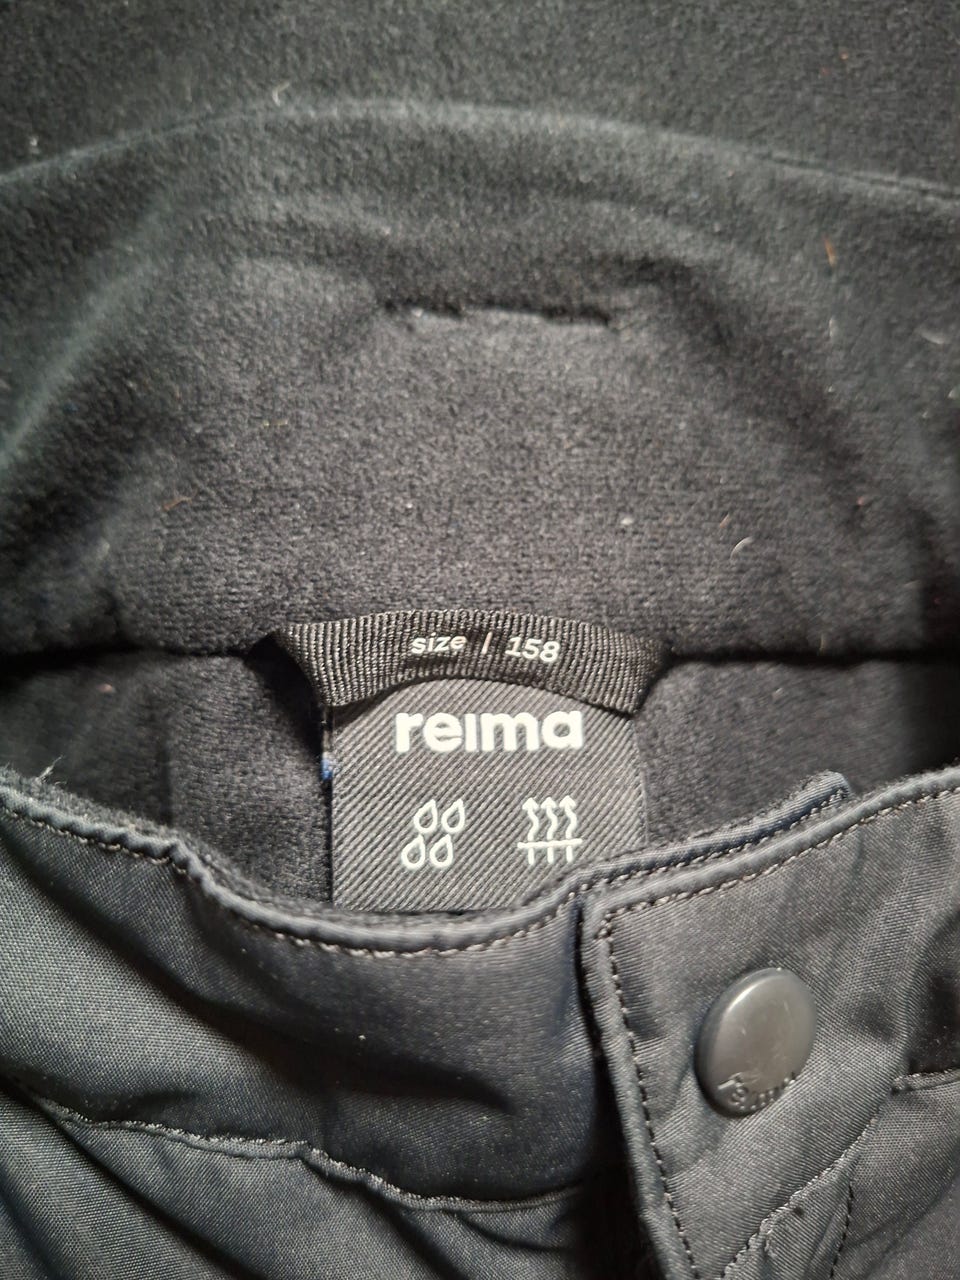 size / 158
reima